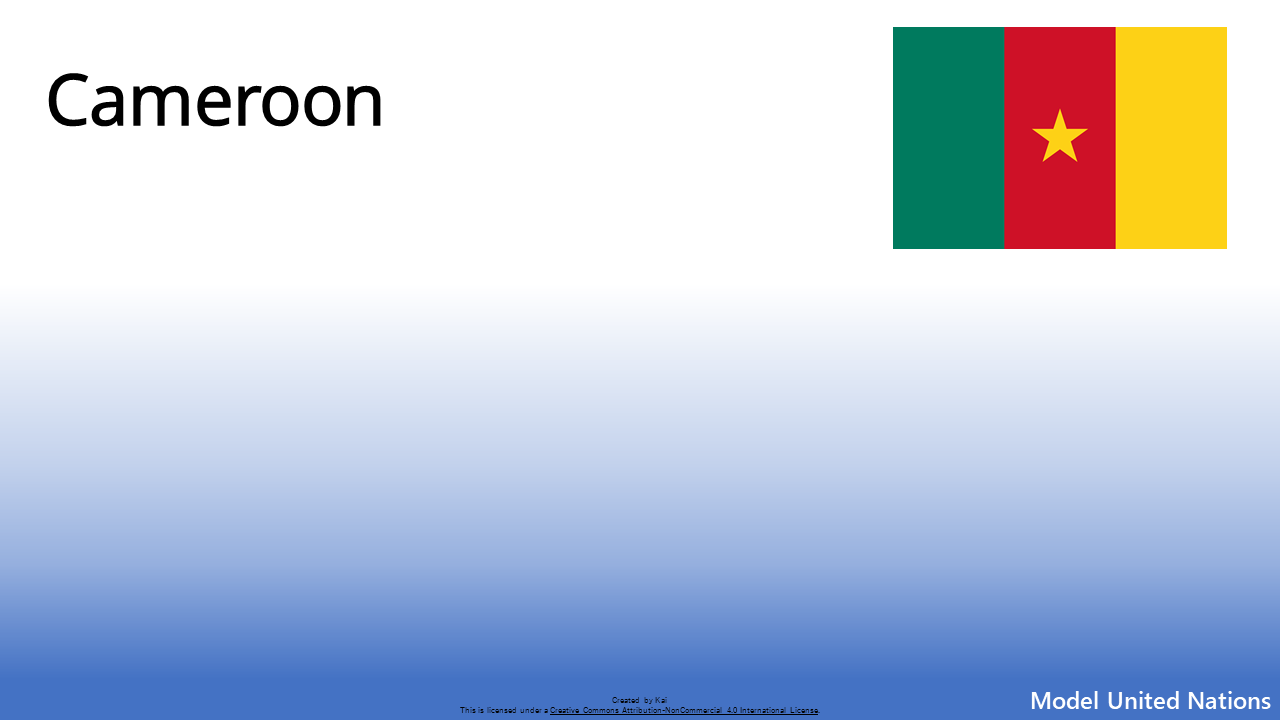 Cameroon
Created by Kai
This is licensed under a Creative Commons Attribution-NonCommercial 4.0 International License.
Model United Nations